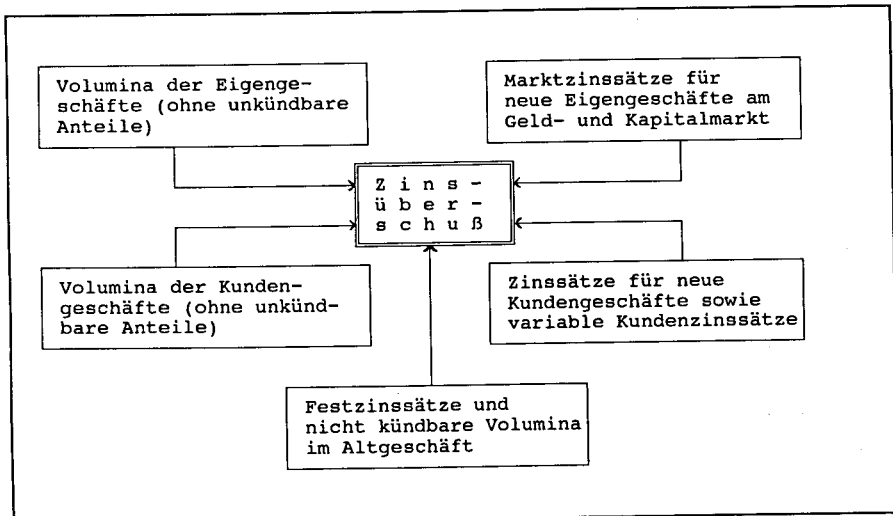 Volumina der Eigenge-
schäfte (ohne unkündbare
Anteile)
Marktzinssätze für
neue Eigengeschäfte am
Geld- und Kapitalmarkt
Z i n s -
ü b e r -
s c h u ß
Volumina der Kunden-
geschäfte (ohne unkünd-
bare Anteile)
Zinssätze für neue
Kundengeschäfte sowie
variable Kundenzinssätze
Festzinssätze und
nicht kündbare Volumina
im Altgeschäft